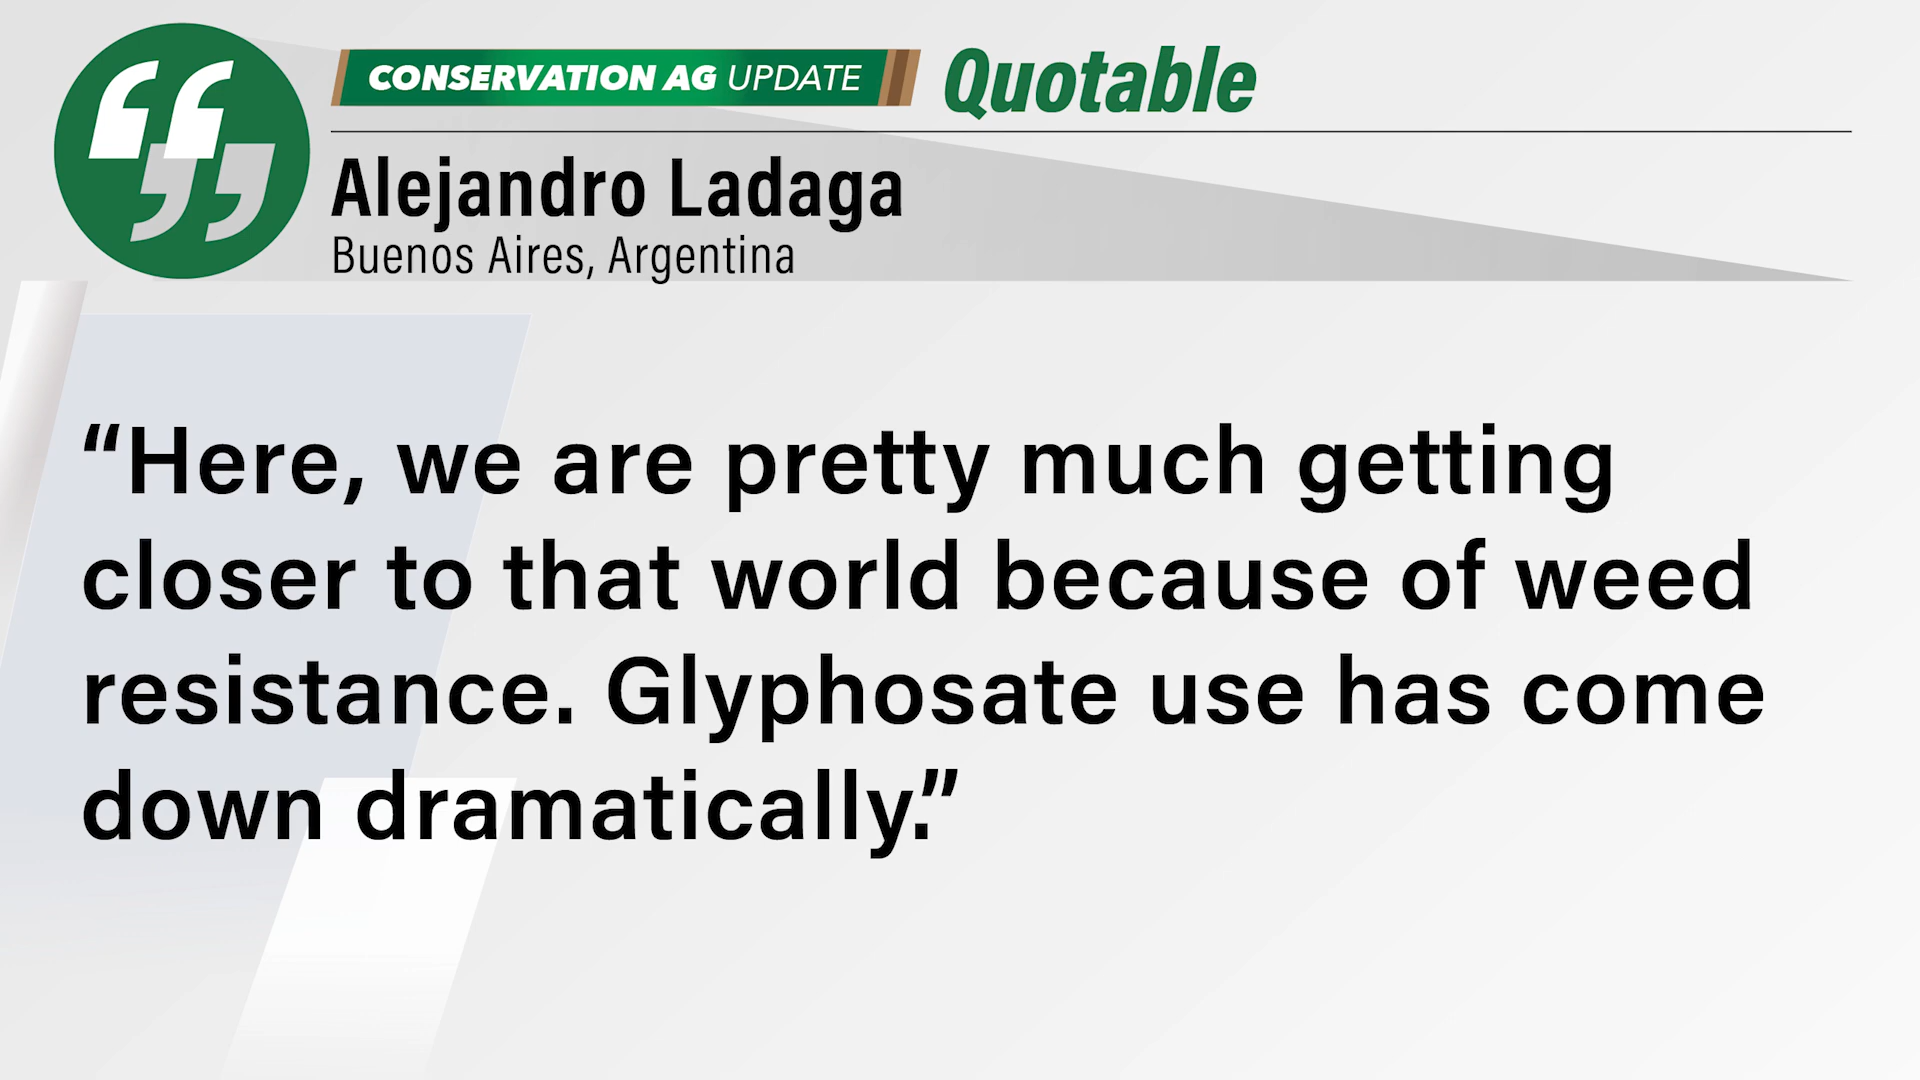 CONSERVATION AG UPDATE Quotable
Alejandro Ladaga
Buenos Aires, Argentina
“Here, we are pretty much getting
closer to that world because of weed
resistance. Glyphosate use has come
down dramatically.”